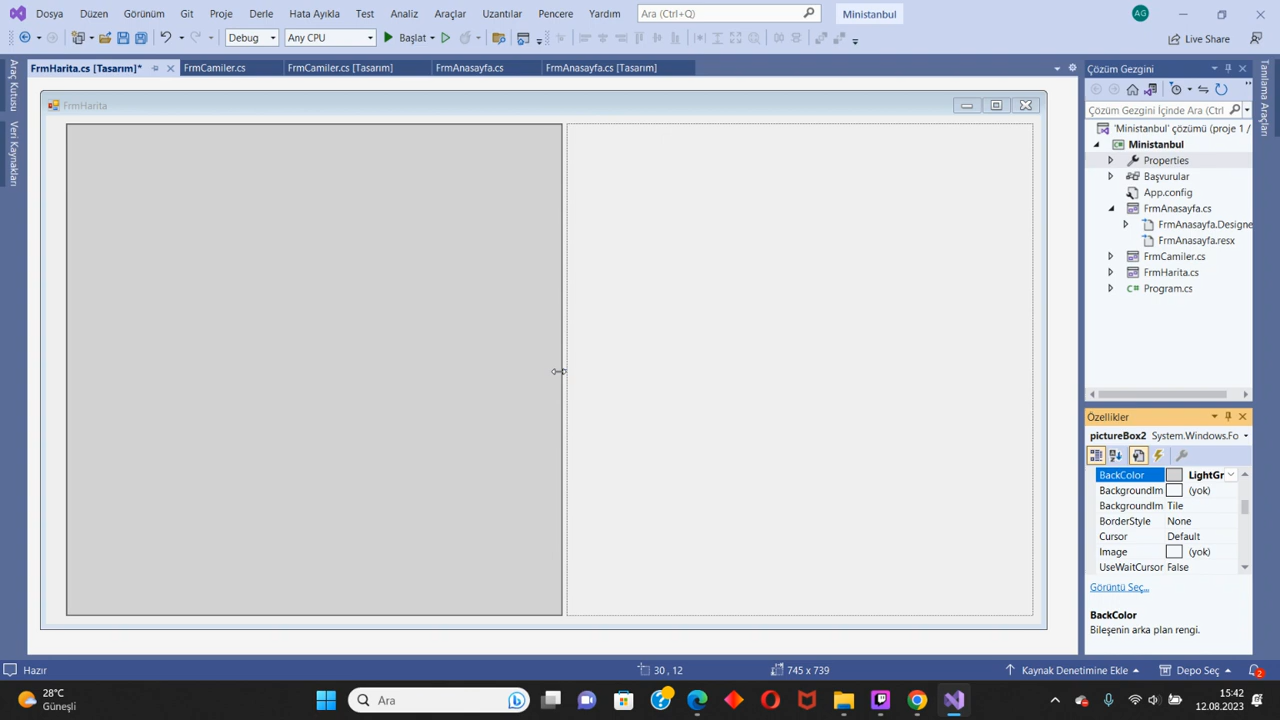 Dosya Düzen Görünüm Git Proje Derle Hata Ayıkla Test Analiz Araçlar Uzantılar Pencere Yardım Ara (Ctrl+Q) Ministanbul AG
Debug Any CPU Başlat Live Share
FrmHarita.cs [Tasarım]* FrmCamiler.cs FrmCamiler.cs [Tasarım] FrmAnasayfa.cs FrmAnasayfa.cs [Tasarım]
Araç Kutusu
Veri Kaynakları
FrmHarita
Çözüm Gezgini
Çözüm Gezgini İçinde Ara (Ctrl
'Ministanbul' çözümü (proje 1 /
Ministanbul
Properties
Başvurular
App.config
FrmAnasayfa.cs
FrmAnasayfa.Designe
FrmAnasayfa.resx
FrmCamiler.cs
FrmHarita.cs
Program.cs
Tanılama Araçları
Özellikler
pictureBox2 System.Windows.Fo
BackColor LightGr
BackgroundIm (yok)
BackgroundIm Tile
BorderStyle None
Cursor Default
Image (yok)
UseWaitCursor False
Görüntü Seç...
BackColor
Bileşenin arka plan rengi.
Hazır 30 , 12 745 x 739 Kaynak Denetimine Ekle Depo Seç 2
28°C
Güneşli
Ara
15:42
12.08.2023